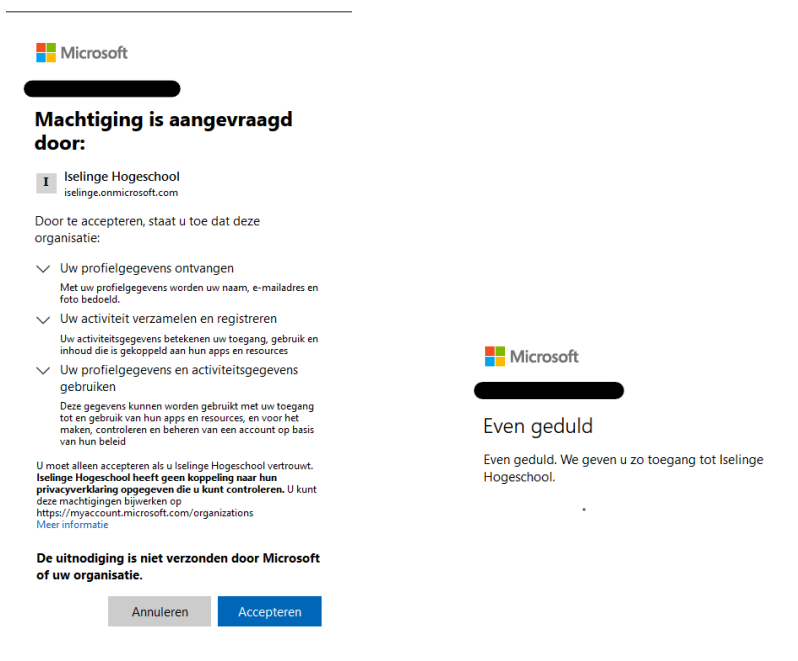 Microsoft
Machtiging is aangevraagd
door:
I
Iselinge Hogeschool
iselinge.onmicrosoft.com
Door te accepteren, staat u toe dat deze
organisatie:
Uw profielgegevens ontvangen
Met uw profielgegevens worden uw naam, e-mailadres en
foto bedoeld.
Uw activiteit verzamelen en registreren
Uw activiteitsgegevens betekenen uw toegang, gebruik en
inhoud die is gekoppeld aan hun apps en resources
Uw profielgegevens en activiteitsgegevens
gebruiken
Deze gegevens kunnen worden gebruikt met uw toegang
tot en gebruik van hun apps en resources, en voor het
maken, controleren en beheren van een account op basis
van hun beleid
U moet alleen accepteren als u Iselinge Hogeschool vertrouwt.
Iselinge Hogeschool heeft geen koppeling naar hun
privacyverklaring opgegeven die u kunt controleren. U kunt
deze machtigingen bijwerken op
https://myaccount.microsoft.com/organizations
Meer informatie
De uitnodiging is niet verzonden door Microsoft
of uw organisatie.
Annuleren
Accepteren
Microsoft
Even geduld
Even geduld. We geven u zo toegang tot Iselinge
Hogeschool.